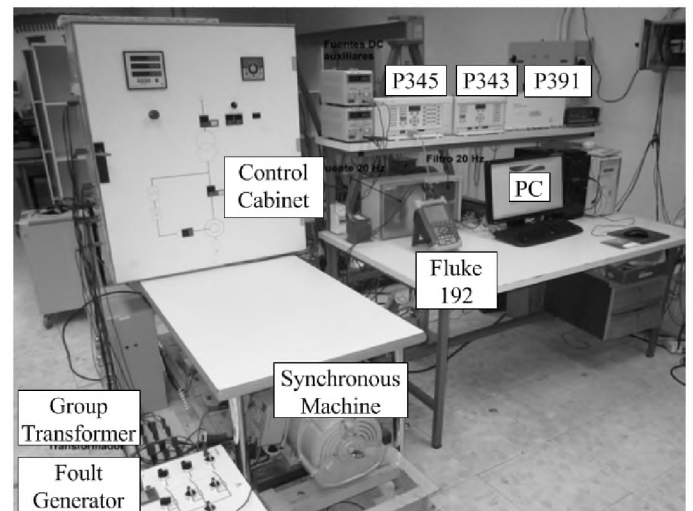 Fuentes DC
auxiliares
P345
P343
P391
Control
Cabinet
Filtro 20 Hz
20 Hz
PC
Fluke
192
Synchronous
Machine
Group
Transformer
Transformador
Foult
Generator